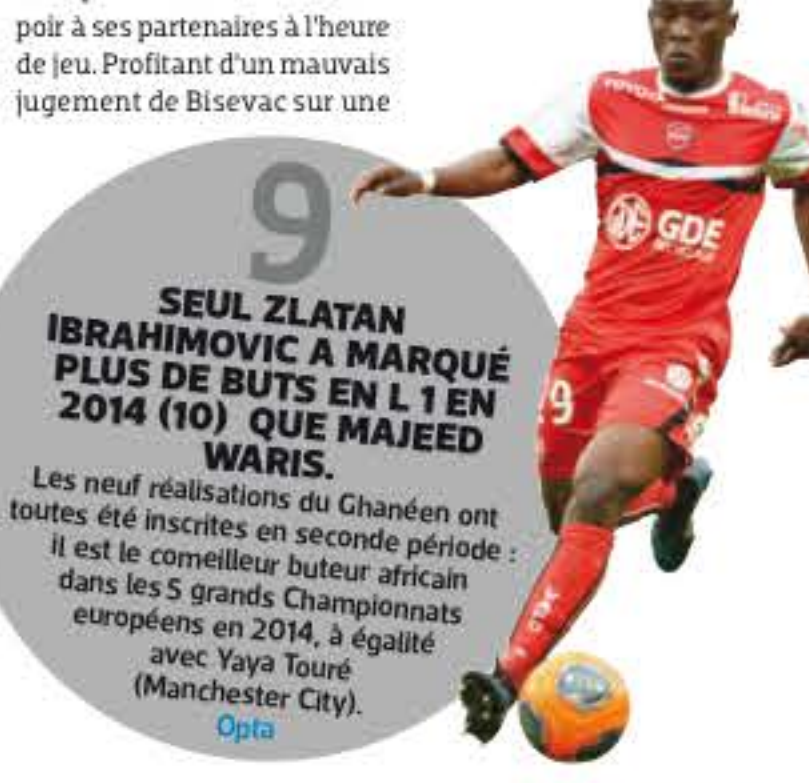 poir à ses partenaires à l'heure
de jeu. Profitant d'un mauvais
jugement de Bisevac sur une
9
SEUL ZLATAN
IBRAHIMOVIC A MARQUÉ
PLUS DE BUTS EN L 1 EN
2014 (10) QUE MAJEED
WARIS.
Les neuf réalisations du Ghanéen ont
toutes été inscrites en seconde période :
il est le comeilleur buteur africain
dans les 5 grands Championnats
européens en 2014, à égalité
avec Yaya Touré
(Manchester City).
Opta
GDE
9